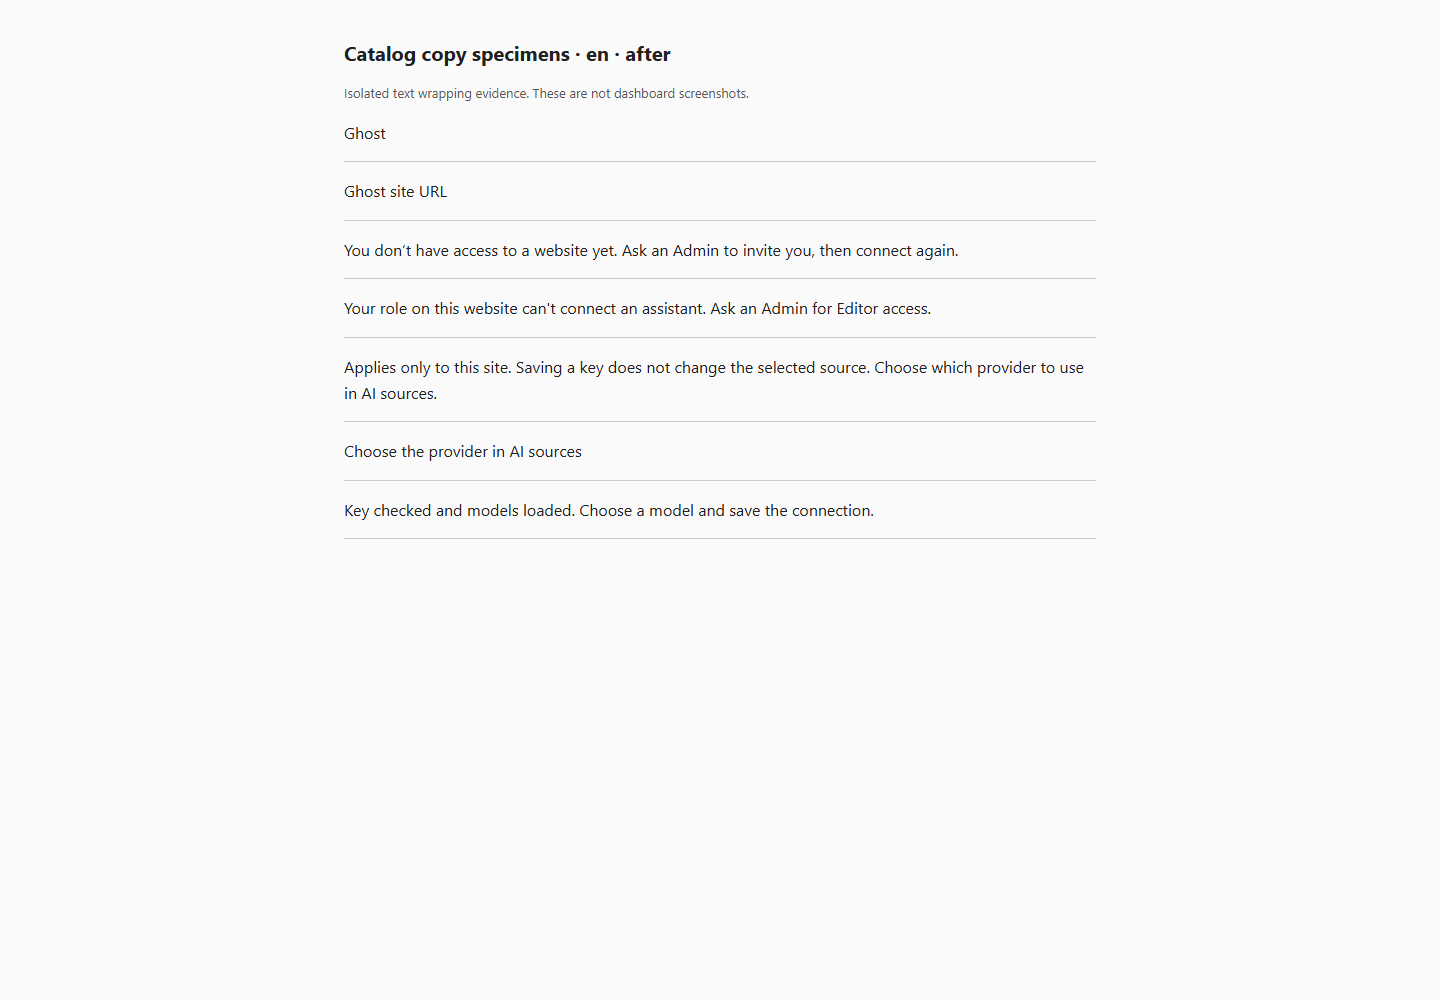 Catalog copy specimens · en · after
Isolated text wrapping evidence. These are not dashboard screenshots.
Ghost
Ghost site URL
You don’t have access to a website yet. Ask an Admin to invite you, then connect again.
Your role on this website can't connect an assistant. Ask an Admin for Editor access.
Applies only to this site. Saving a key does not change the selected source. Choose which provider to use
in AI sources.
Choose the provider in AI sources
Key checked and models loaded. Choose a model and save the connection.